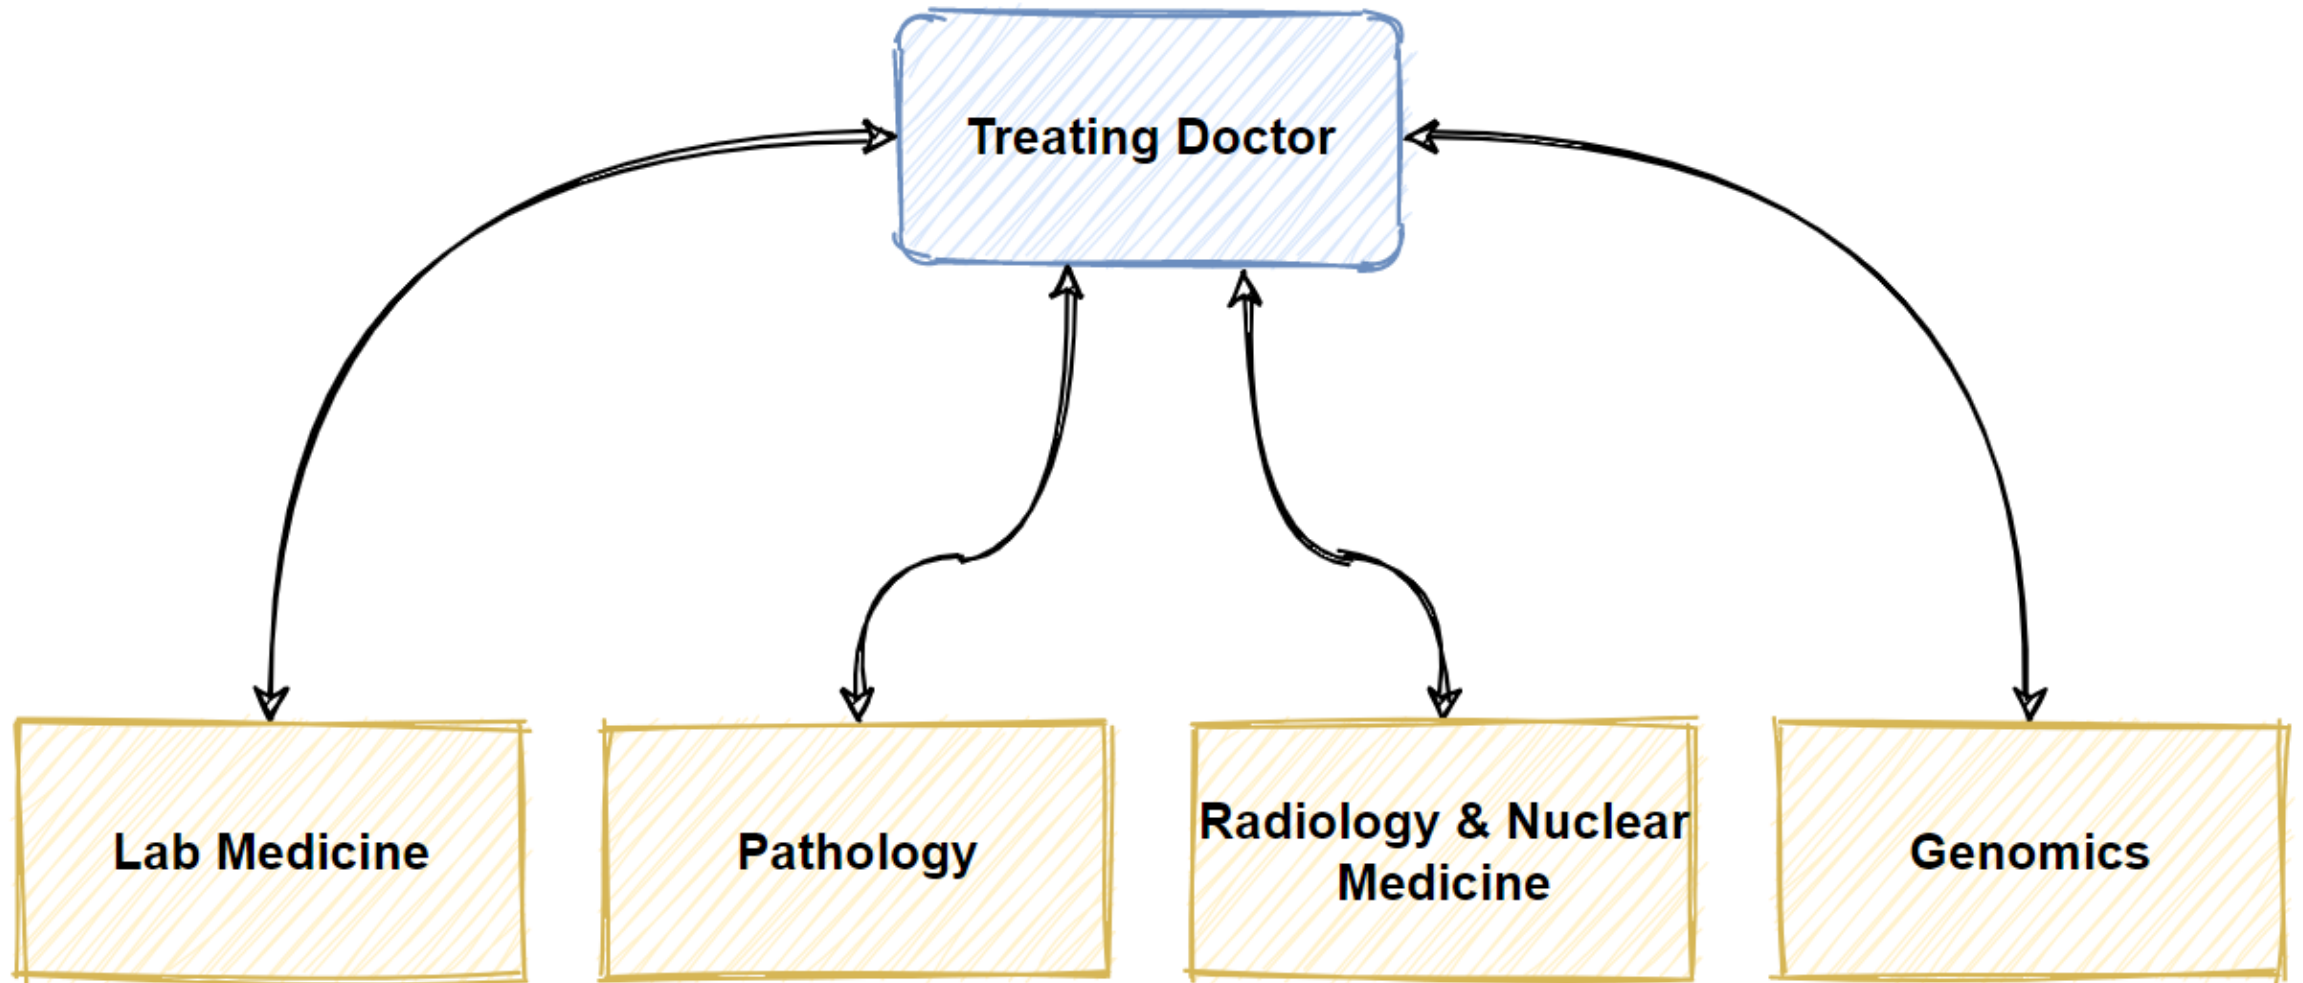 Treating Doctor
Lab Medicine
Pathology
Radiology & Nuclear
Medicine
Genomics